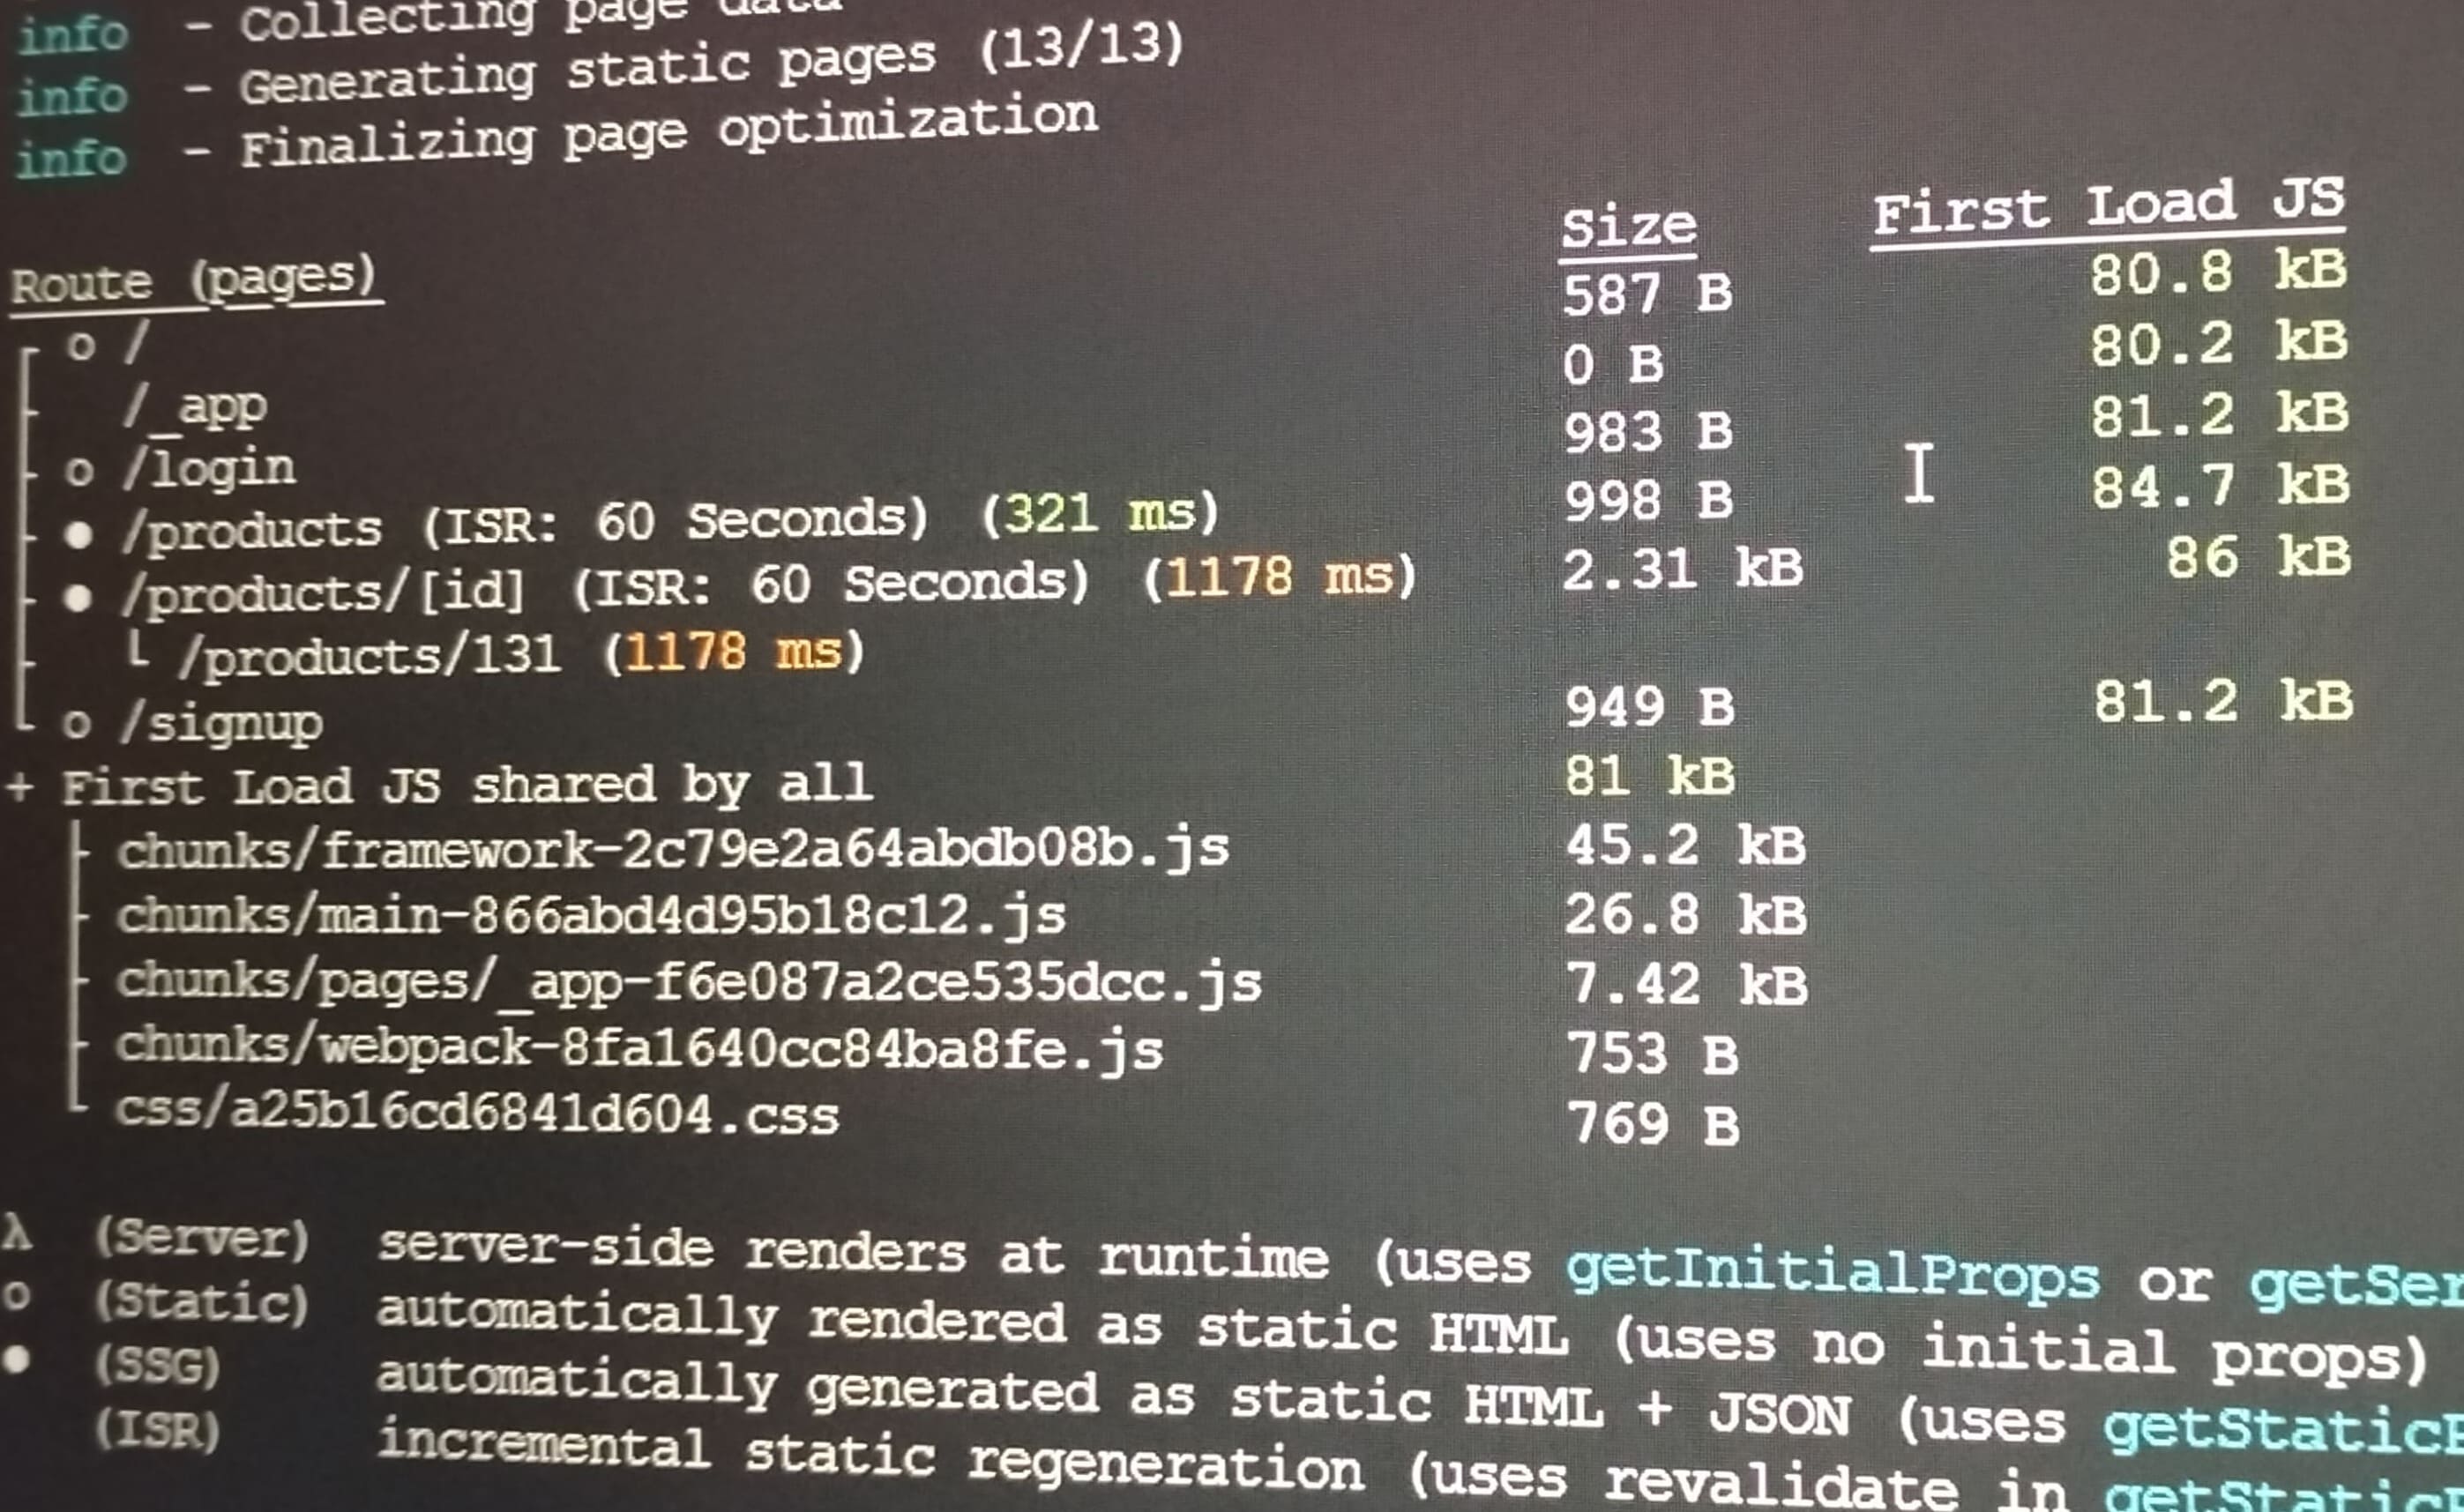 info - Collecting page data
info - Generating static pages (13/13)
info - Finalizing page optimization
Route (pages) Size First Load JS
┌ ○ / 587 B 80.8 kB
├   /_app 0 B 80.2 kB
├ ○ /login 983 B 81.2 kB
├ ● /products (ISR: 60 Seconds) (321 ms) 998 B 84.7 kB
├ ● /products/[id] (ISR: 60 Seconds) (1178 ms) 2.31 kB 86 kB
├   └ /products/131 (1178 ms)
└ ○ /signup 949 B 81.2 kB
+ First Load JS shared by all 81 kB
├ chunks/framework-2c79e2a64abdb08b.js 45.2 kB
├ chunks/main-866abd4d95b18c12.js 26.8 kB
├ chunks/pages/_app-f6e087a2ce535dcc.js 7.42 kB
├ chunks/webpack-8fa1640cc84ba8fe.js 753 B
└ css/a25b16cd6841d604.css 769 B
λ (Server) server-side renders at runtime (uses getInitialProps or getSer
○ (Static) automatically rendered as static HTML (uses no initial props)
● (SSG) automatically generated as static HTML + JSON (uses getStatic
(ISR) incremental static regeneration (uses revalidate in getStatic